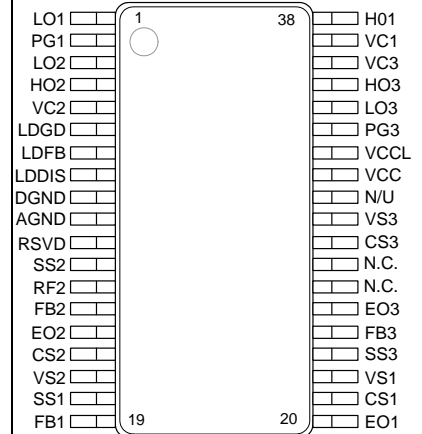 LO1 1 38 H01
PG1 VC1
LO2 VC3
HO2 HO3
VC2 LO3
LDGD PG3
LDFB VCCL
LDDIS VCC
DGND N/U
AGND VS3
RSVD CS3
SS2 N.C.
RF2 N.C.
FB2 EO3
EO2 FB3
CS2 SS3
VS2 VS1
SS1 CS1
FB1 19 20 EO1